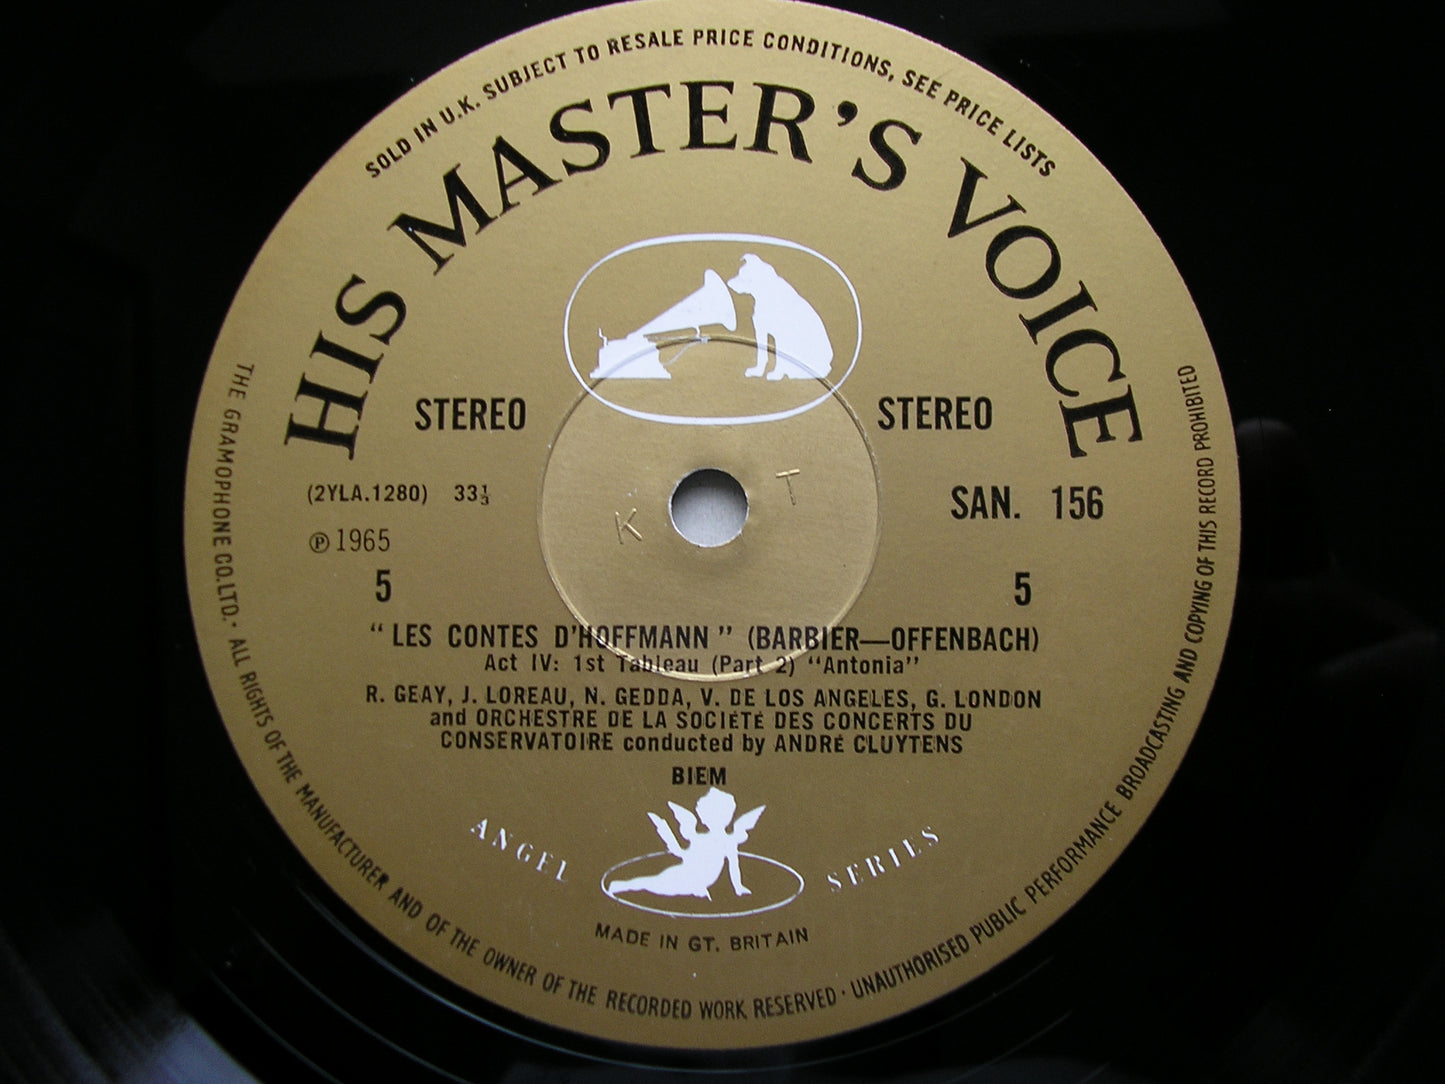 SOLD IN U.K. SUBJECT TO RESALE PRICE CONDITIONS, SEE PRICE LISTS
HIS MASTER'S VOICE
STEREO STEREO
(2YLA.1280) 33⅓ SAN. 156
℗ 1965
K T
5 5
“LES CONTES D'HOFFMANN” (BARBIER—OFFENBACH)
Act IV: 1st Tableau (Part 2) “Antonia”
R. GEAY, J. LOREAU, N. GEDDA, V. DE LOS ANGELES, G. LONDON
and ORCHESTRE DE LA SOCIÉTÉ DES CONCERTS DU
CONSERVATOIRE conducted by ANDRÉ CLUYTENS
BIEM
ANGEL SERIES
MADE IN GT. BRITAIN
THE GRAMOPHONE CO.LTD. · ALL RIGHTS OF THE MANUFACTURER AND OF THE OWNER OF THE RECORDED WORK RESERVED · UNAUTHORISED PUBLIC PERFORMANCE BROADCASTING AND COPYING OF THIS RECORD PROHIBITED